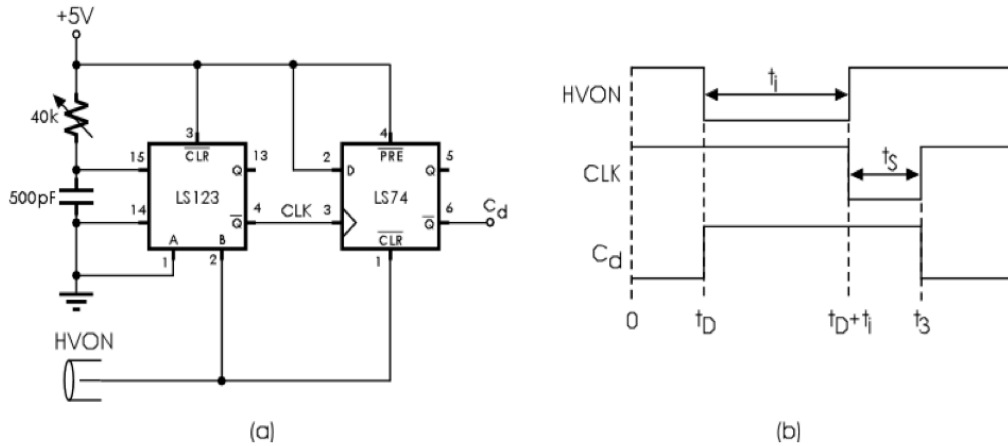 +5V
40k
500pF
15
14
3
CLR
13
Q
LS123
Q
4
A
B
1
2
CLK
2
D
4
PRE
5
Q
3
LS74
Q
6
CLR
1
Cd
HVON
(a)
HVON
ti
CLK
tS
Cd
0
tD
tD+ti
t3
(b)